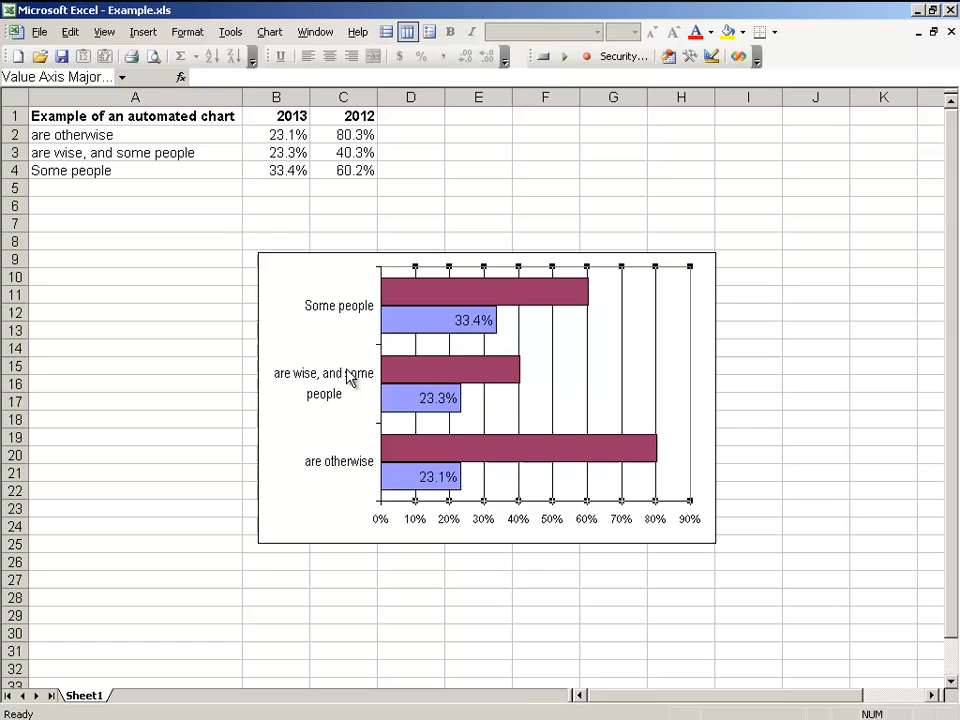 Microsoft Excel - Example.xls
File Edit View Insert Format Tools Chart Window Help
Security...
Value Axis Major...
A B C D E F G H I J K
1 Example of an automated chart 2013 2012
2 are otherwise 23.1% 80.3%
3 are wise, and some people 23.3% 40.3%
4 Some people 33.4% 60.2%
5
6
7
8
9
10
11
12
13
14
15
16
17
18
19
20
21
22
23
24
25
26
27
28
29
30
31
32
33
Some people
33.4%
are wise, and some
people
23.3%
are otherwise
23.1%
0% 10% 20% 30% 40% 50% 60% 70% 80% 90%
Sheet1
Ready NUM